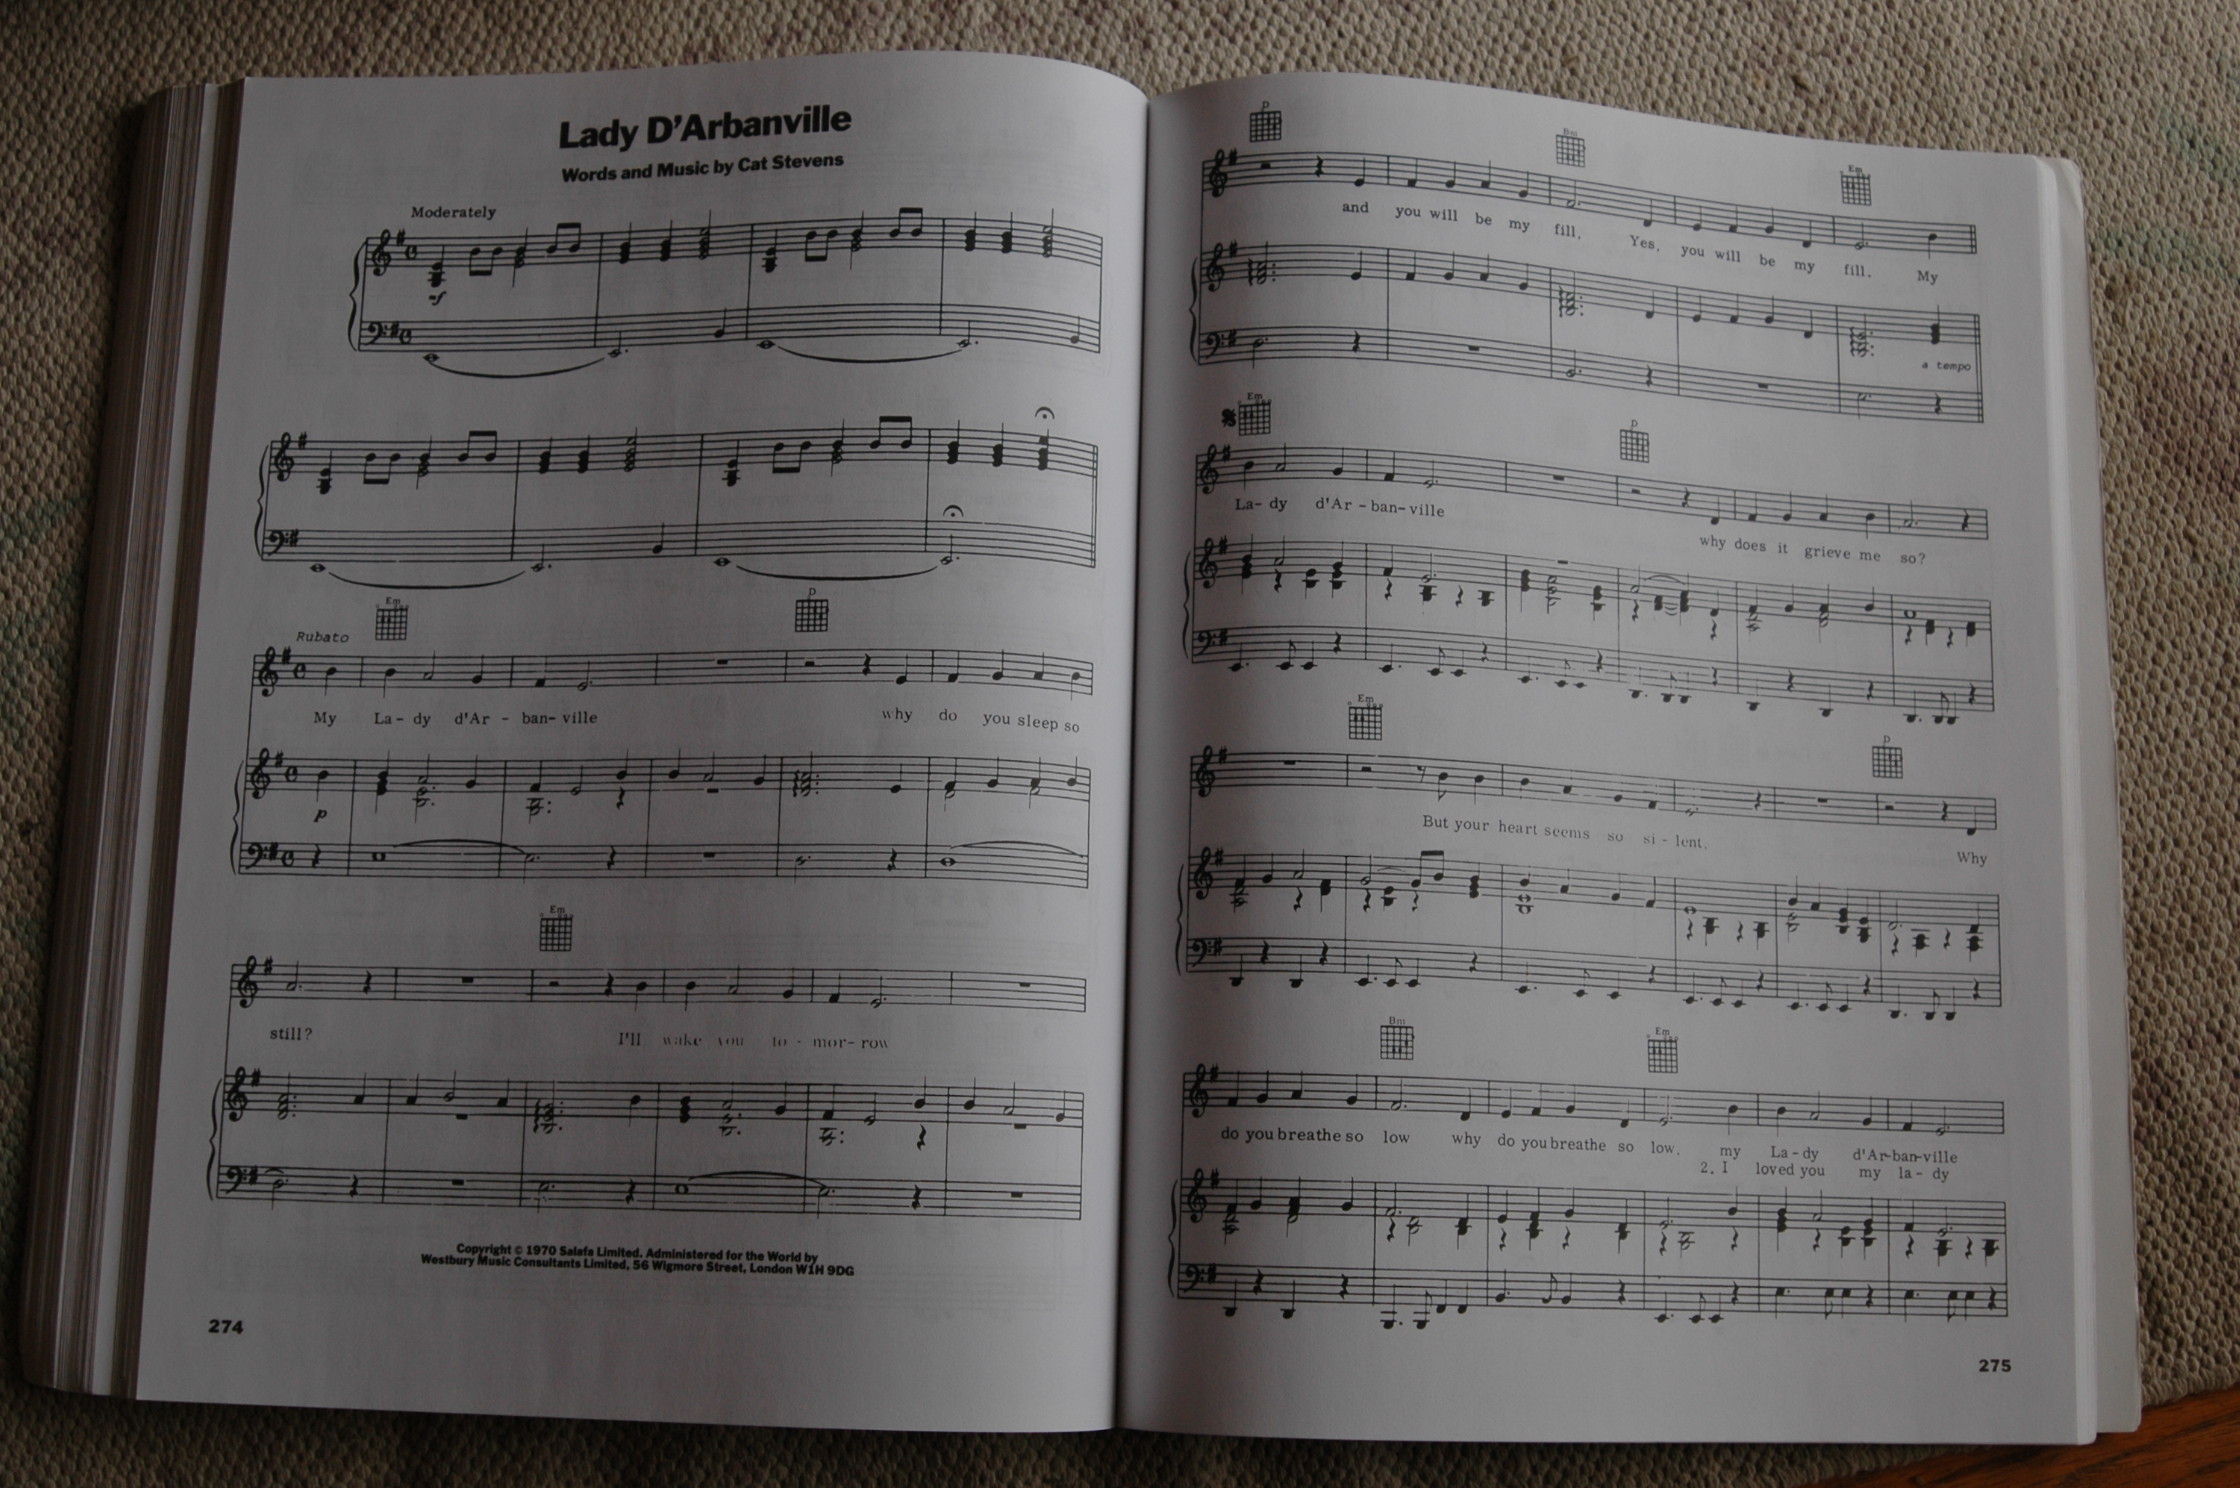 Lady D'Arbanville
Words and Music by Cat Stevens
Moderately
mf
Rubato
Em
D
My La- dy d'Ar - ban- ville why do you sleep so
p
Em
still? I'll wake you to - mor- row
Copyright © 1970 Salafa Limited. Administered for the World by
Westbury Music Consultants Limited, 56 Wigmore Street, London W1H 9DG
274
D
Bm
Em
and you will be my fill. Yes, you will be my fill. My
a tempo
Em
D
La- dy d'Ar - ban- ville why does it grieve me so?
Em
D
But your heart seems so si - lent. Why
Bm
Em
do you breathe so low why do you breathe so low, my La - dy d'Ar-ban-ville
2. I loved you my la - dy
275